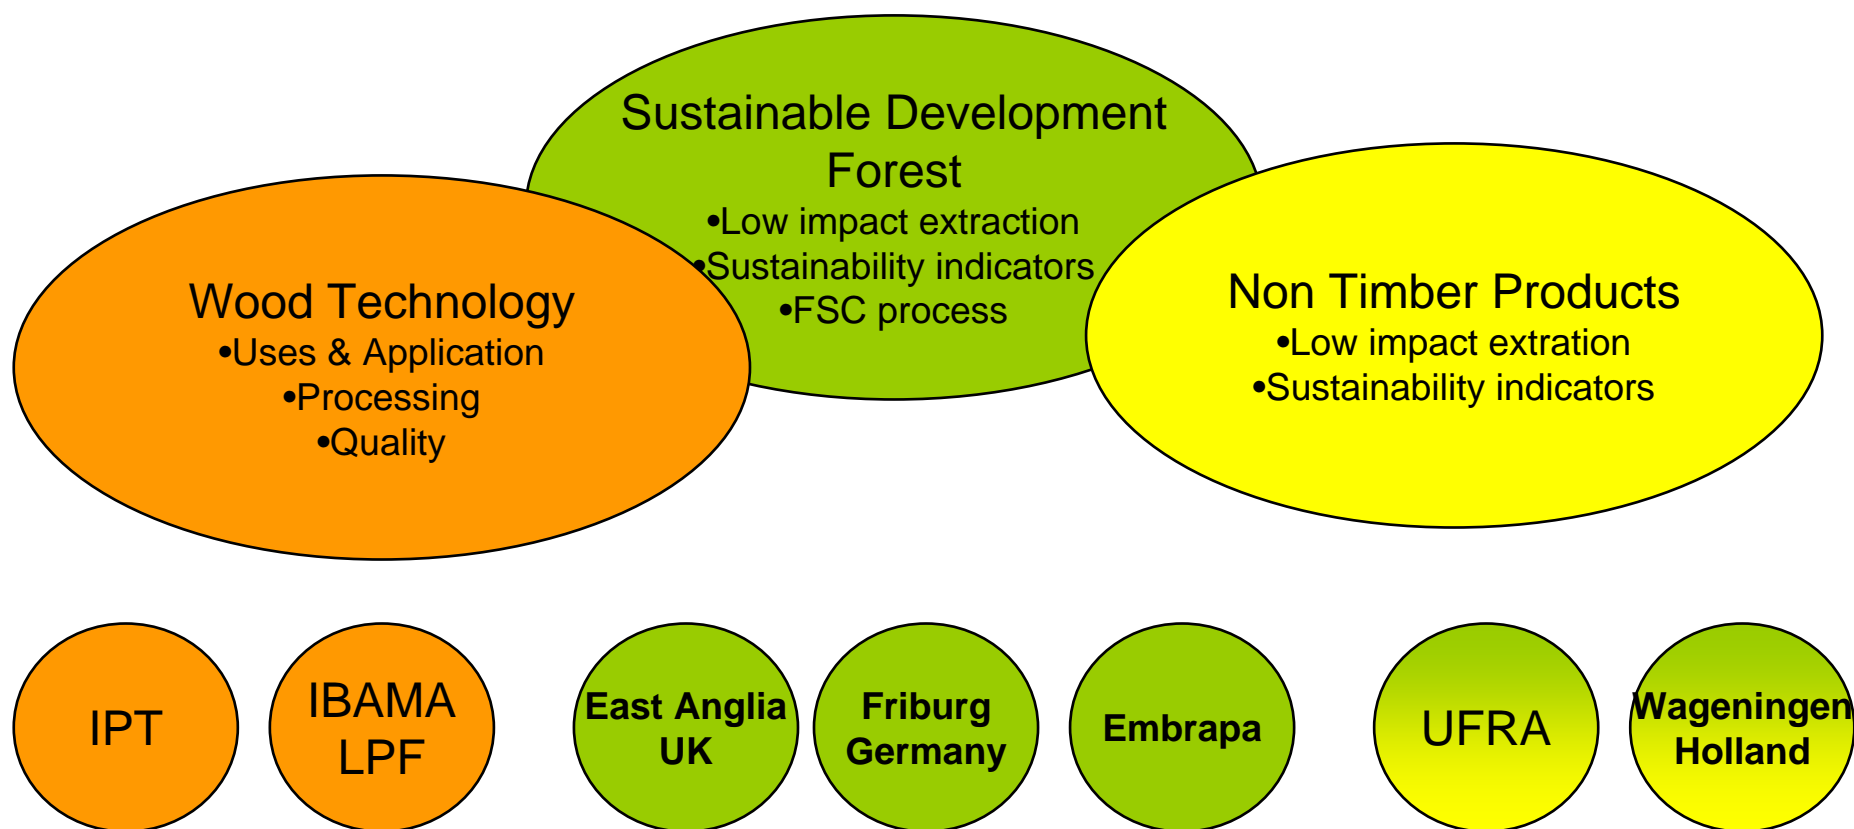 Sustainable Development
Forest
•Low impact extraction
•Sustainability indicators
•FSC process
Wood Technology
•Uses & Application
•Processing
•Quality
Non Timber Products
•Low impact extration
•Sustainability indicators
IPT
IBAMA
LPF
East Anglia
UK
Friburg
Germany
Embrapa
UFRA
Wageningen
Holland